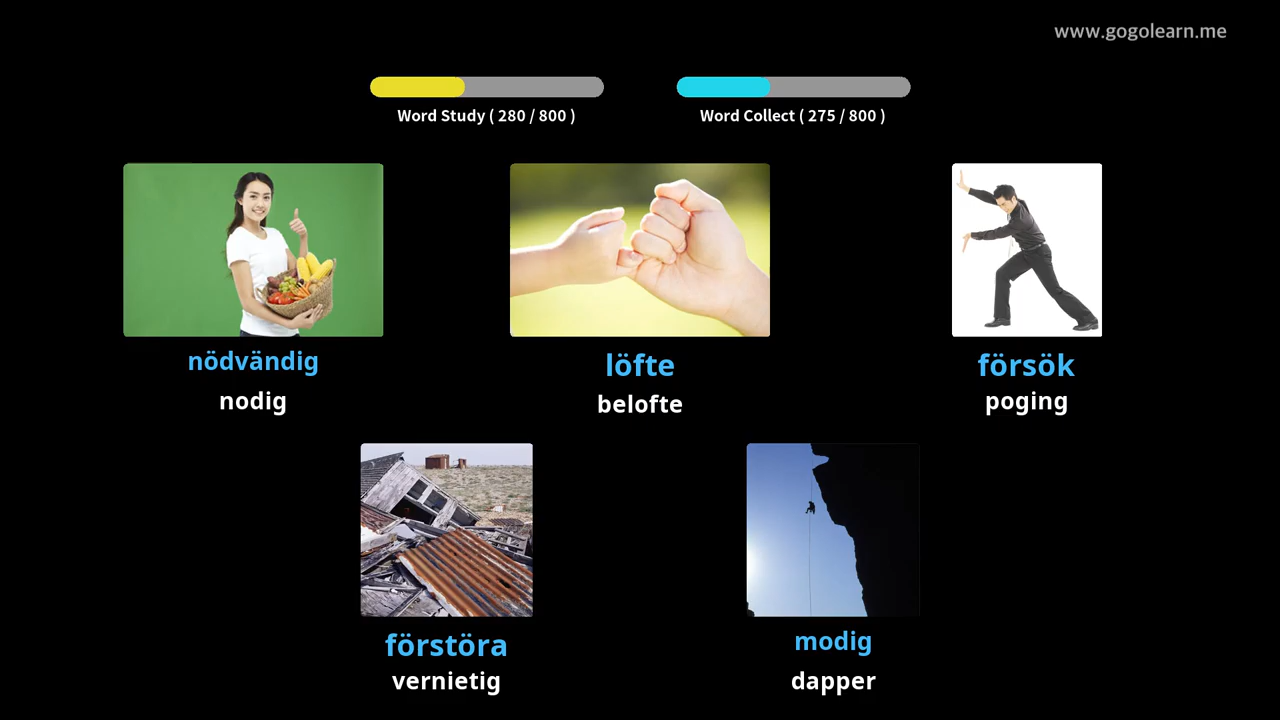 www.gogolearn.me
Word Study ( 280 / 800 )
Word Collect ( 275 / 800 )
nödvändig
nodig
löfte
belofte
försök
poging
förstöra
vernietig
modig
dapper